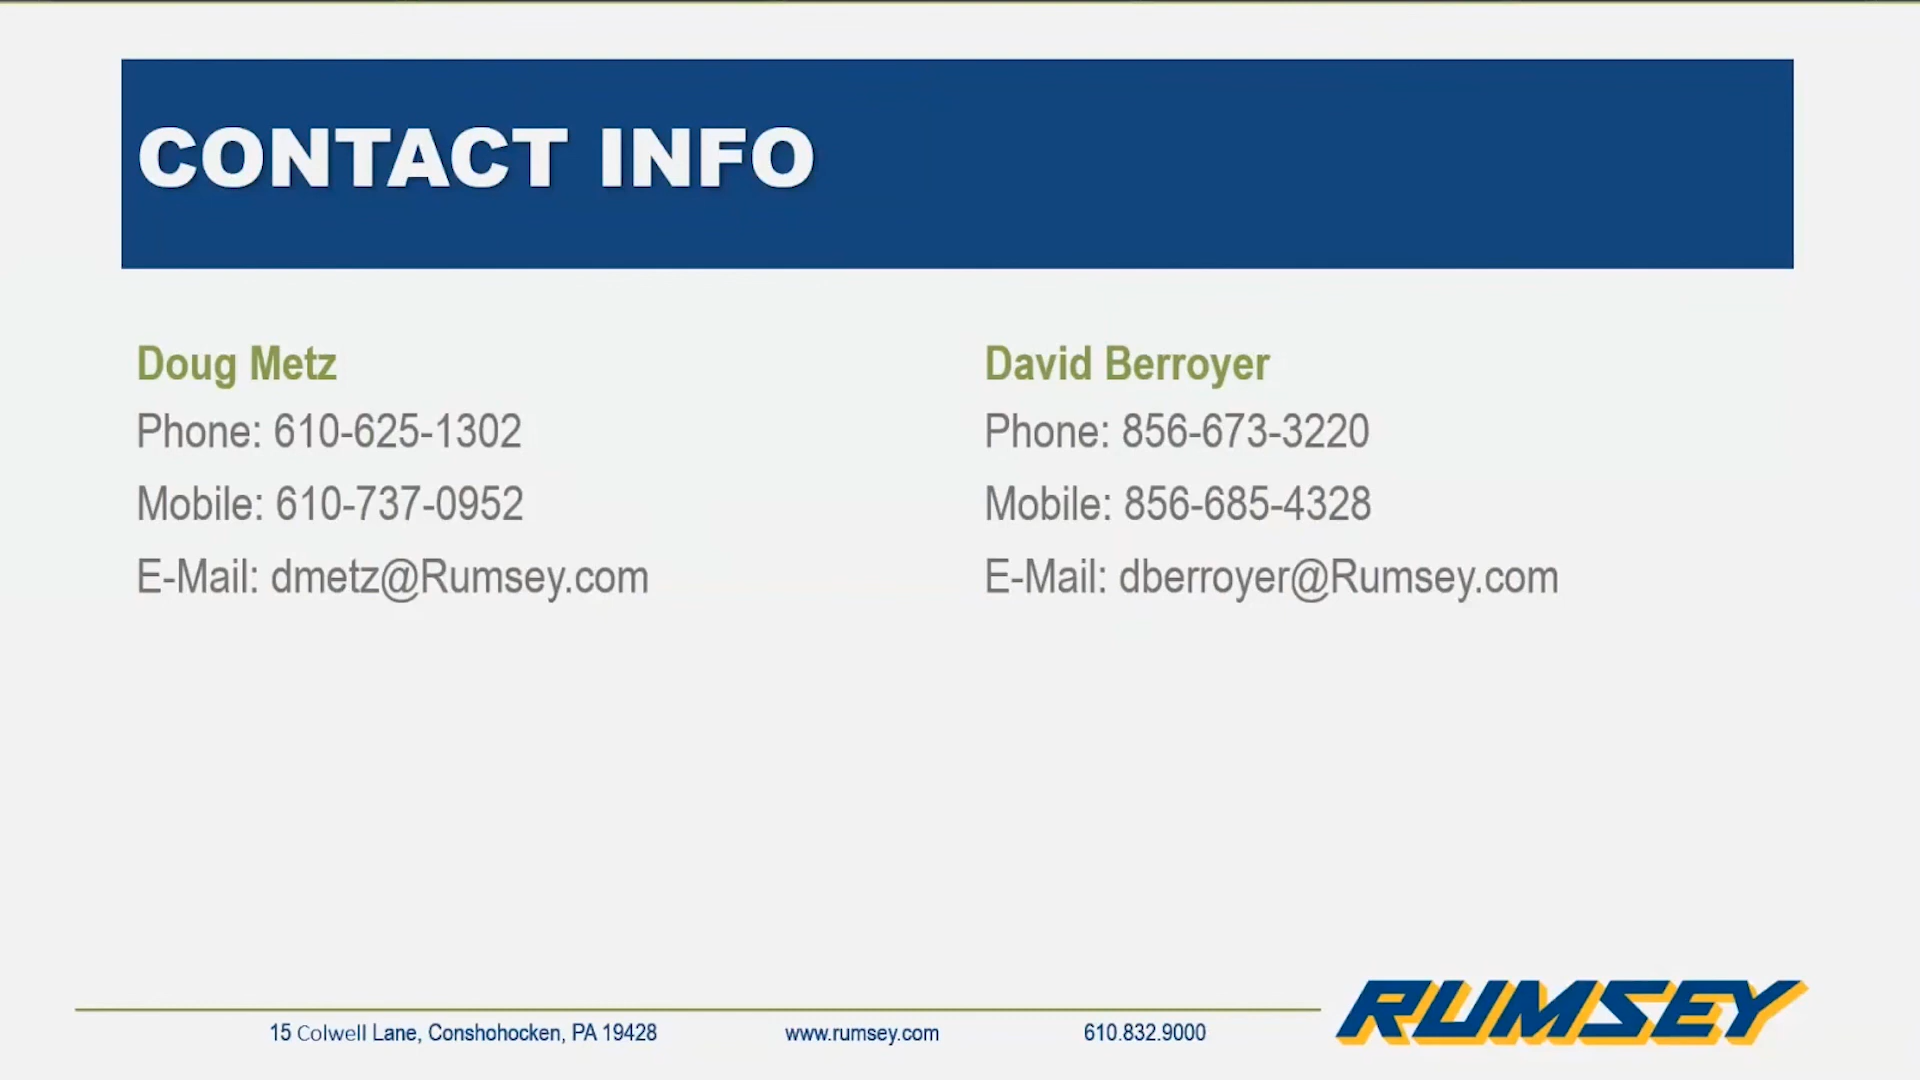 CONTACT INFO
Doug Metz
Phone: 610-625-1302
Mobile: 610-737-0952
E-Mail: dmetz@Rumsey.com
David Berroyer
Phone: 856-673-3220
Mobile: 856-685-4328
E-Mail: dberroyer@Rumsey.com
15 Colwell Lane, Conshohocken, PA 19428
www.rumsey.com
610.832.9000
RUMSEY